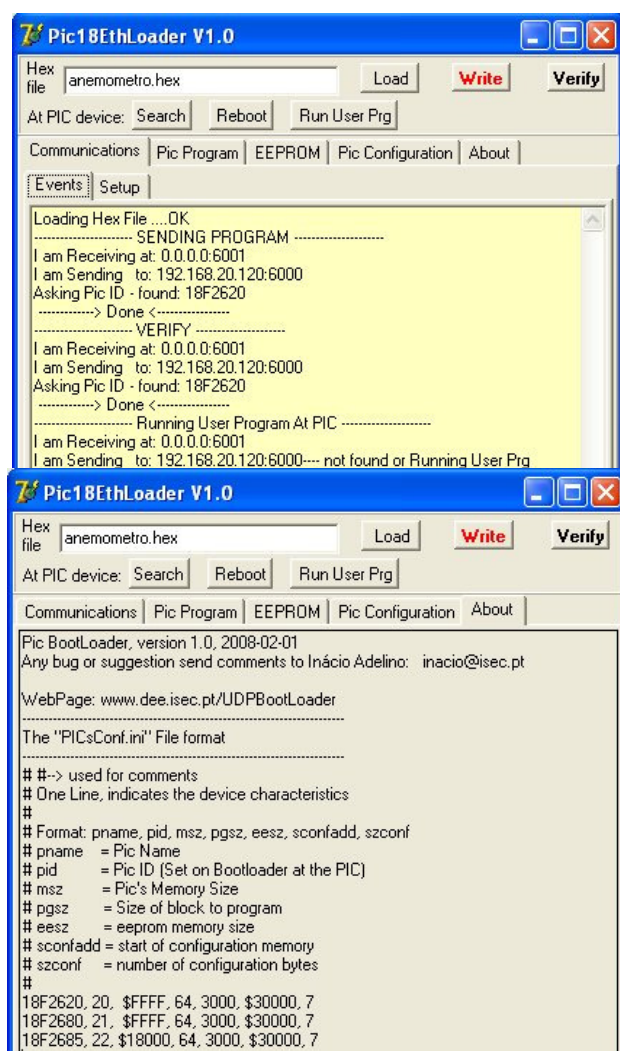 Pic18EthLoader V1.0
Hex file anemometro.hex Load Write Verify
At PIC device: Search Reboot Run User Prg
Communications Pic Program EEPROM Pic Configuration About
Events Setup
Loading Hex File ....OK
---------------------- SENDING PROGRAM --------------------
I am Receiving at: 0.0.0.0:6001
I am Sending   to: 192.168.20.120:6000
Asking Pic ID - found: 18F2620
-------------> Done <----------------
---------------------- VERIFY --------------------
I am Receiving at: 0.0.0.0:6001
I am Sending   to: 192.168.20.120:6000
Asking Pic ID - found: 18F2620
-------------> Done <----------------
---------------------- Running User Program At PIC --------------------
I am Receiving at: 0.0.0.0:6001
I am Sending   to: 192.168.20.120:6000---- not found or Running User Prg
Pic18EthLoader V1.0
Hex file anemometro.hex Load Write Verify
At PIC device: Search Reboot Run User Prg
Communications Pic Program EEPROM Pic Configuration About
Pic BootLoader, version 1.0, 2008-02-01
Any bug or suggestion send comments to Inácio Adelino:   inacio@isec.pt
WebPage: www.dee.isec.pt/UDPBootLoader
------------------------------------------------------------------------
The "PICsConf.ini" File format
------------------------------------------------------------------------
# #--> used for comments
# One Line, indicates the device characteristics
#
# Format: pname, pid, msz, pgsz, eesz, sconfadd, szconf
# pname   = Pic Name
# pid        = Pic ID (Set on Bootloader at the PIC)
# msz      = Pic's Memory Size
# pgsz     = Size of block to program
# eesz     = eeprom memory size
# sconfadd = start of configuration memory
# szconf   = number of configuration bytes
#
18F2620, 20,  $FFFF, 64, 3000, $30000, 7
18F2680, 21,  $FFFF, 64, 3000, $30000, 7
18F2685, 22, $18000, 64, 3000, $30000, 7